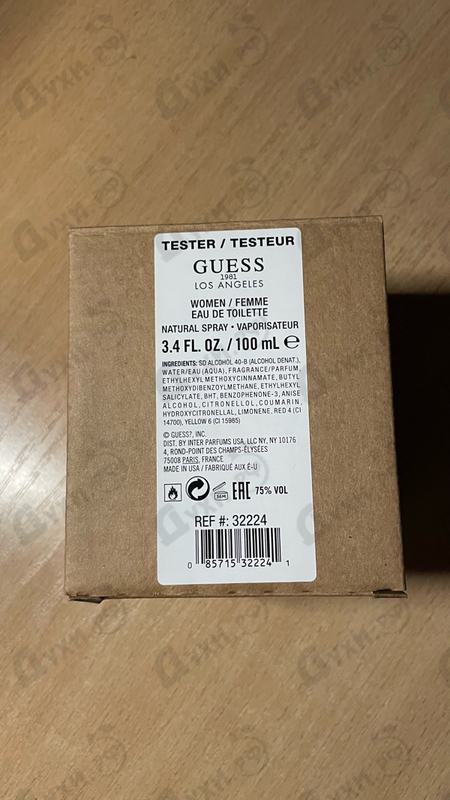 TESTER / TESTEUR
GUESS
1981
LOS ANGELES
WOMEN / FEMME
EAU DE TOILETTE
NATURAL SPRAY • VAPORISATEUR
3.4 FL. OZ. / 100 mL ℮
INGREDIENTS: SD ALCOHOL 40-B (ALCOHOL DENAT.),
WATER/EAU (AQUA), FRAGRANCE/PARFUM,
ETHYLHEXYL METHOXYCINNAMATE, BUTYL
METHOXYDIBENZOYLMETHANE, ETHYLHEXYL
SALICYLATE, BHT, BENZOPHENONE-3, ANISE
ALCOHOL, CITRONELLOL, COUMARIN,
HYDROXYCITRONELLAL, LIMONENE, RED 4 (CI
14700), YELLOW 6 (CI 15985)
© GUESS?, INC.
DIST. BY INTER PARFUMS USA, LLC NY, NY 10176
4, ROND-POINT DES CHAMPS-ÉLYSÉES
75008 PARIS, FRANCE
MADE IN USA / FABRIQUÉ AUX É-U
36M EAC 75% VOL
REF #: 32224
0 85715 32224 1
Духи.рф